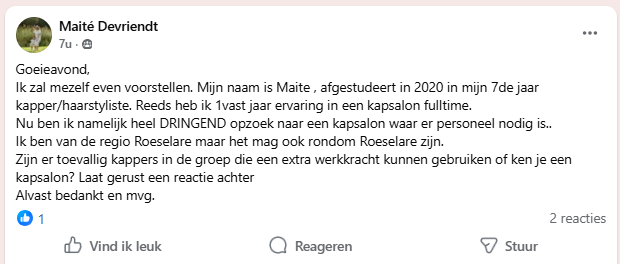 Maité Devriendt
7u ·
Goeieavond,
Ik zal mezelf even voorstellen. Mijn naam is Maite , afgestudeert in 2020 in mijn 7de jaar
kapper/haarstyliste. Reeds heb ik 1vast jaar ervaring in een kapsalon fulltime.
Nu ben ik namelijk heel DRINGEND opzoek naar een kapsalon waar er personeel nodig is..
Ik ben van de regio Roeselare maar het mag ook rondom Roeselare zijn.
Zijn er toevallig kappers in de groep die een extra werkkracht kunnen gebruiken of ken je een
kapsalon? Laat gerust een reactie achter
Alvast bedankt en mvg.
1 2 reacties
Vind ik leuk Reageren Stuur